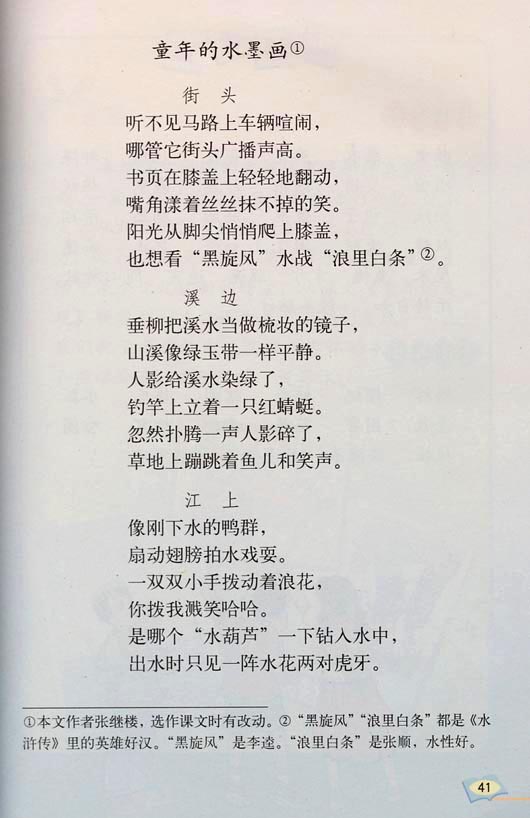 童年的水墨画①
街头
听不见马路上车辆喧闹，
哪管它街头广播声高。
书页在膝盖上轻轻地翻动，
嘴角漾着丝丝抹不掉的笑。
阳光从脚尖悄悄爬上膝盖，
也想看“黑旋风”水战“浪里白条”②。
溪边
垂柳把溪水当做梳妆的镜子，
山溪像绿玉带一样平静。
人影给溪水染绿了，
钓竿上立着一只红蜻蜓。
忽然扑腾一声人影碎了，
草地上蹦跳着鱼儿和笑声。
江上
像刚下水的鸭群，
扇动翅膀拍水戏耍。
一双双小手拨动着浪花，
你拨我溅笑哈哈。
是哪个“水葫芦”一下钻入水中，
出水时只见一阵水花两对虎牙。
①本文作者张继楼，选作课文时有改动。②“黑旋风”“浪里白条”都是《水
浒传》里的英雄好汉。“黑旋风”是李逵。“浪里白条”是张顺，水性好。
41